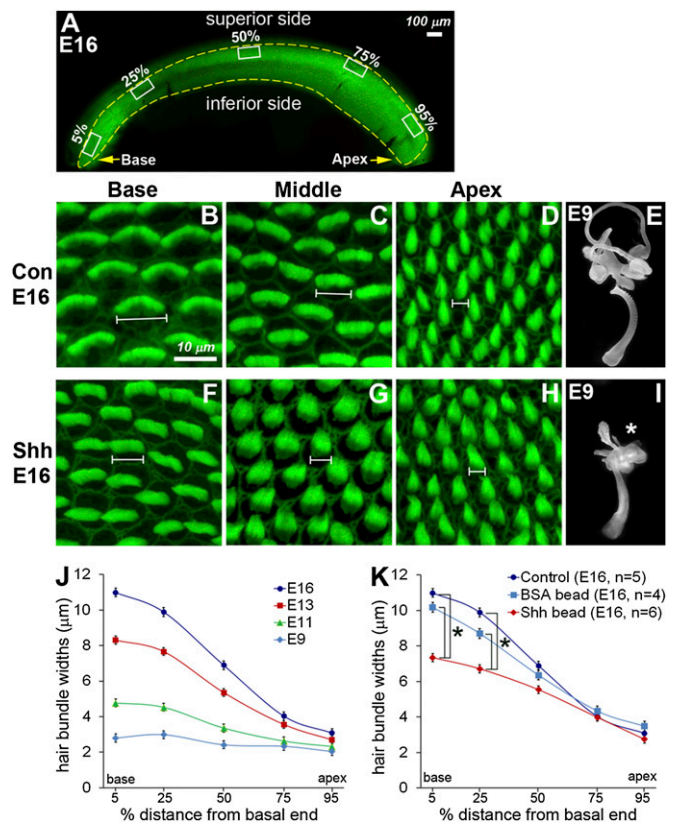 A
E16
superior side
100 μm
50%
75%
25%
inferior side
5%
95%
Base
Apex
Base
Middle
Apex
B
C
D
E9
E
Con
E16
10 μm
F
G
H
E9
I
*
Shh
E16
J
hair bundle widths (μm)
12
10
8
6
4
2
0
E16
E13
E11
E9
base
apex
5
25
50
75
95
% distance from basal end
K
hair bundle widths (μm)
12
10
8
6
4
2
0
Control (E16, n=5)
BSA bead (E16, n=4)
Shh bead (E16, n=6)
*
*
base
apex
5
25
50
75
95
% distance from basal end